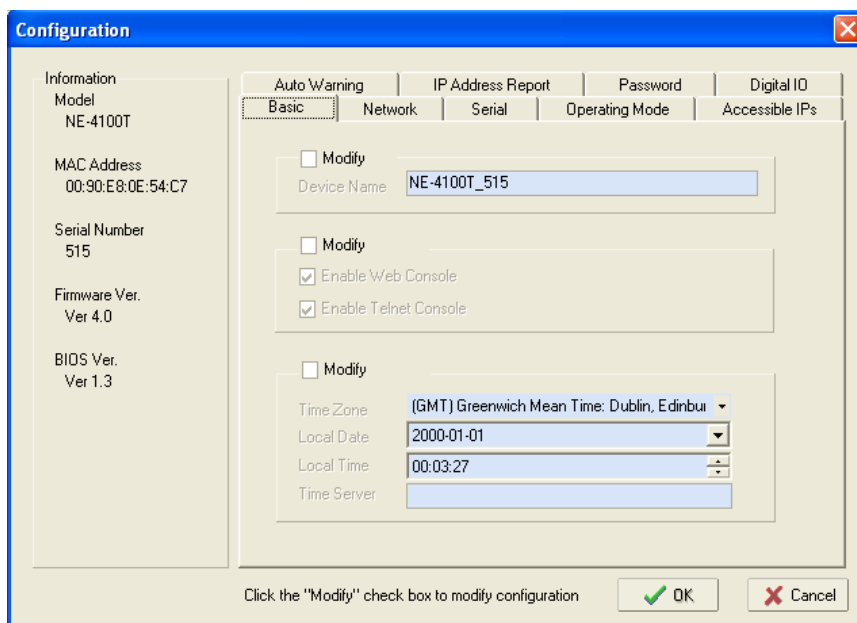 Configuration
Information
Model
NE-4100T
MAC Address
00:90:E8:0E:54:C7
Serial Number
515
Firmware Ver.
Ver 4.0
BIOS Ver.
Ver 1.3
Auto Warning
IP Address Report
Password
Digital IO
Basic
Network
Serial
Operating Mode
Accessible IPs
Modify
Device Name NE-4100T_515
Modify
Enable Web Console
Enable Telnet Console
Modify
Time Zone (GMT) Greenwich Mean Time: Dublin, Edinbur
Local Date 2000-01-01
Local Time 00:03:27
Time Server
Click the "Modify" check box to modify configuration
OK
Cancel